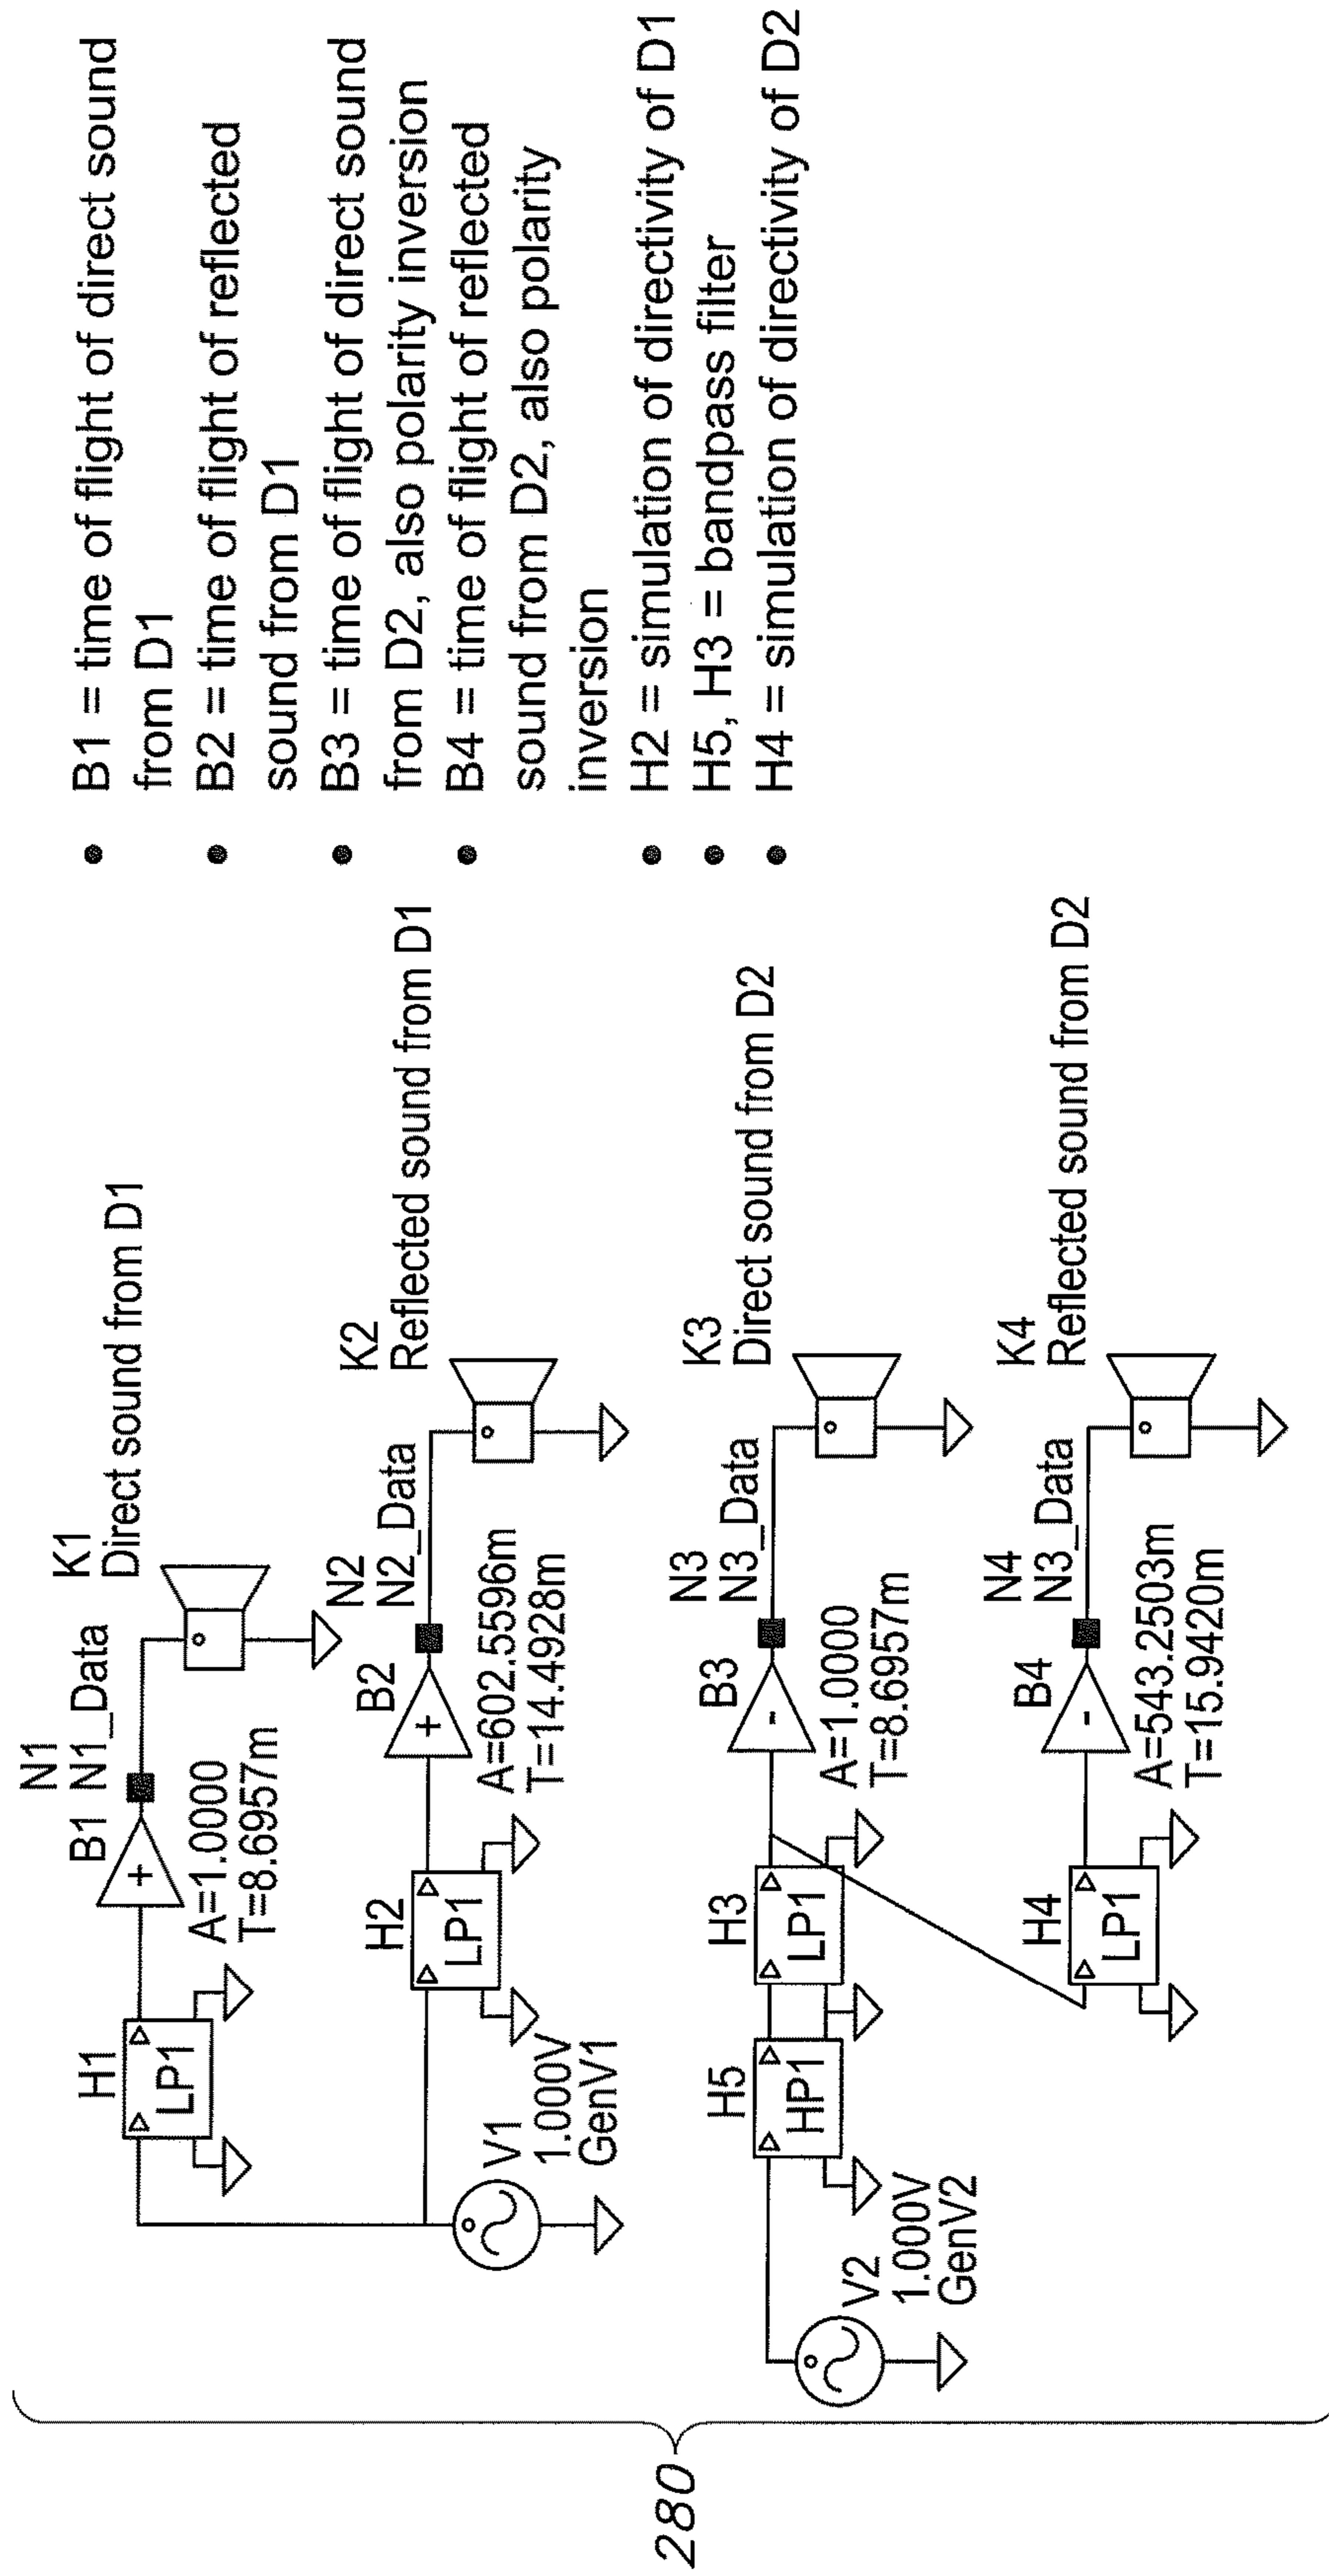 280
N1
B1 N1_Data
K1
Direct sound from D1
H1
LP1
A=1.0000
T=8.6957m
N2
N2_Data
K2
Reflected sound from D1
H2
LP1
B2
A=602.5596m
T=14.4928m
V1
1.000V
GenV1
N3
N3_Data
K3
Direct sound from D2
H5
HP1
H3
LP1
B3
A=1.0000
T=8.6957m
V2
1.000V
GenV2
N4
N3_Data
K4
Reflected sound from D2
H4
LP1
B4
A=543.2503m
T=15.9420m
• B1 = time of flight of direct sound
from D1
• B2 = time of flight of reflected
sound from D1
• B3 = time of flight of direct sound
from D2, also polarity inversion
• B4 = time of flight of reflected
sound from D2, also polarity
inversion
• H2 = simulation of directivity of D1
• H5, H3 = bandpass filter
• H4 = simulation of directivity of D2